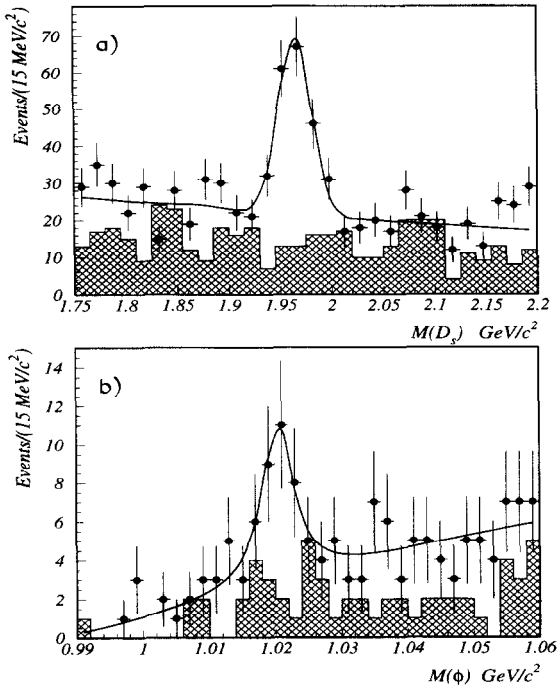 a)
Events/(15 MeV/c²)
70
60
50
40
30
20
10
0
1.75 1.8 1.85 1.9 1.95 2 2.05 2.1 2.15 2.2
M(Dₛ) GeV/c²
b)
Events/(15 MeV/c²)
14
12
10
8
6
4
2
0
0.99 1 1.01 1.02 1.03 1.04 1.05 1.06
M(ϕ) GeV/c²